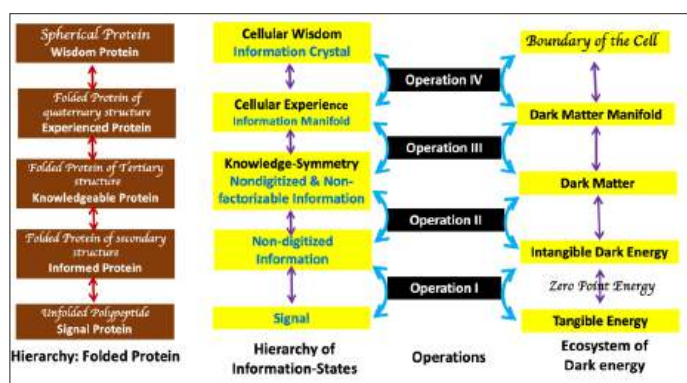 Spherical Protein
Wisdom Protein
Folded Protein of
quaternary structure
Experienced Protein
Folded Protein of Tertiary
structure
Knowledgeable Protein
Folded Protein of secondary
structure
Informed Protein
Unfolded Polypeptide
Signal Protein
Hierarchy: Folded Protein
Cellular Wisdom
Information Crystal
Cellular Experience
Information Manifold
Knowledge-Symmetry
Nondigitized & Non-
factorizable Information
Non-digitized
Information
Signal
Hierarchy of
Information-States
Operation IV
Operation III
Operation II
Operation I
Operations
Boundary of the Cell
Dark Matter Manifold
Dark Matter
Intangible Dark Energy
Zero Point Energy
Tangible Energy
Ecosystem of
Dark energy